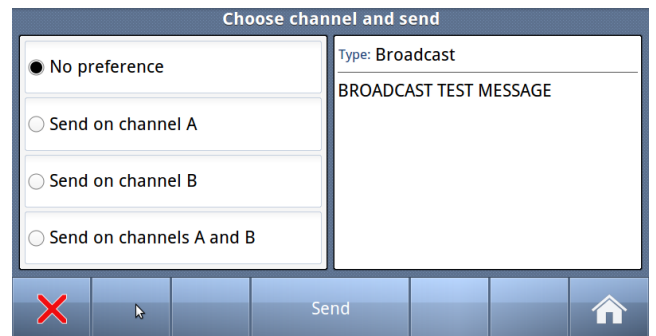 Choose channel and send
No preference
Send on channel A
Send on channel B
Send on channels A and B
Type: Broadcast
BROADCAST TEST MESSAGE
Send